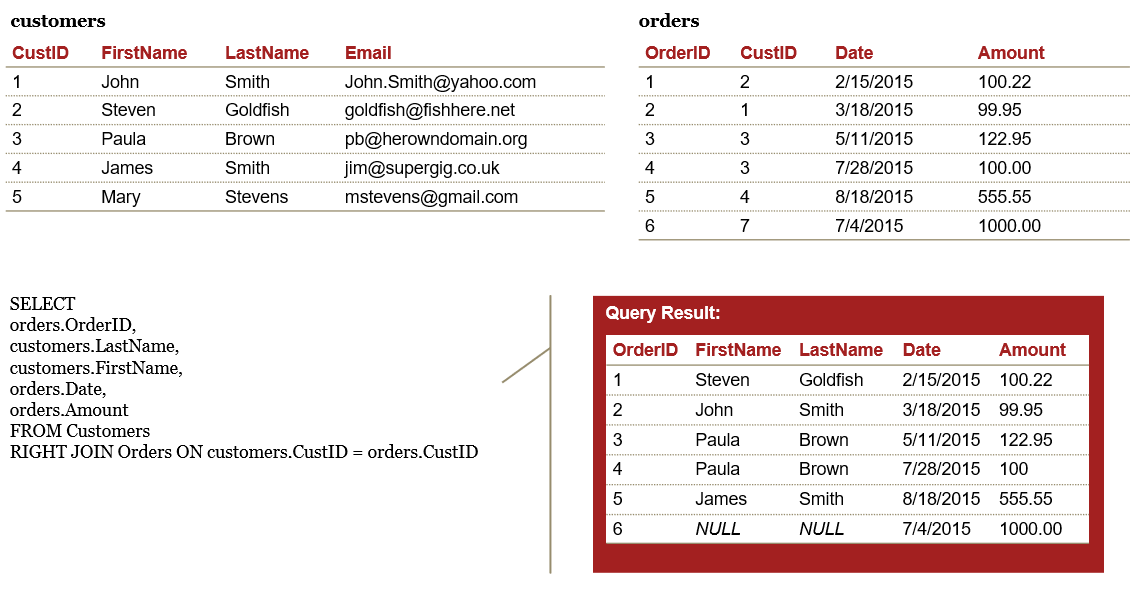 customers
CustID FirstName LastName Email
1 John Smith John.Smith@yahoo.com
2 Steven Goldfish goldfish@fishhere.net
3 Paula Brown pb@herowndomain.org
4 James Smith jim@supergig.co.uk
5 Mary Stevens mstevens@gmail.com
orders
OrderID CustID Date Amount
1 2 2/15/2015 100.22
2 1 3/18/2015 99.95
3 3 5/11/2015 122.95
4 3 7/28/2015 100.00
5 4 8/18/2015 555.55
6 7 7/4/2015 1000.00
SELECT
orders.OrderID,
customers.LastName,
customers.FirstName,
orders.Date,
orders.Amount
FROM Customers
RIGHT JOIN Orders ON customers.CustID = orders.CustID
Query Result:
OrderID FirstName LastName Date Amount
1 Steven Goldfish 2/15/2015 100.22
2 John Smith 3/18/2015 99.95
3 Paula Brown 5/11/2015 122.95
4 Paula Brown 7/28/2015 100
5 James Smith 8/18/2015 555.55
6 NULL NULL 7/4/2015 1000.00